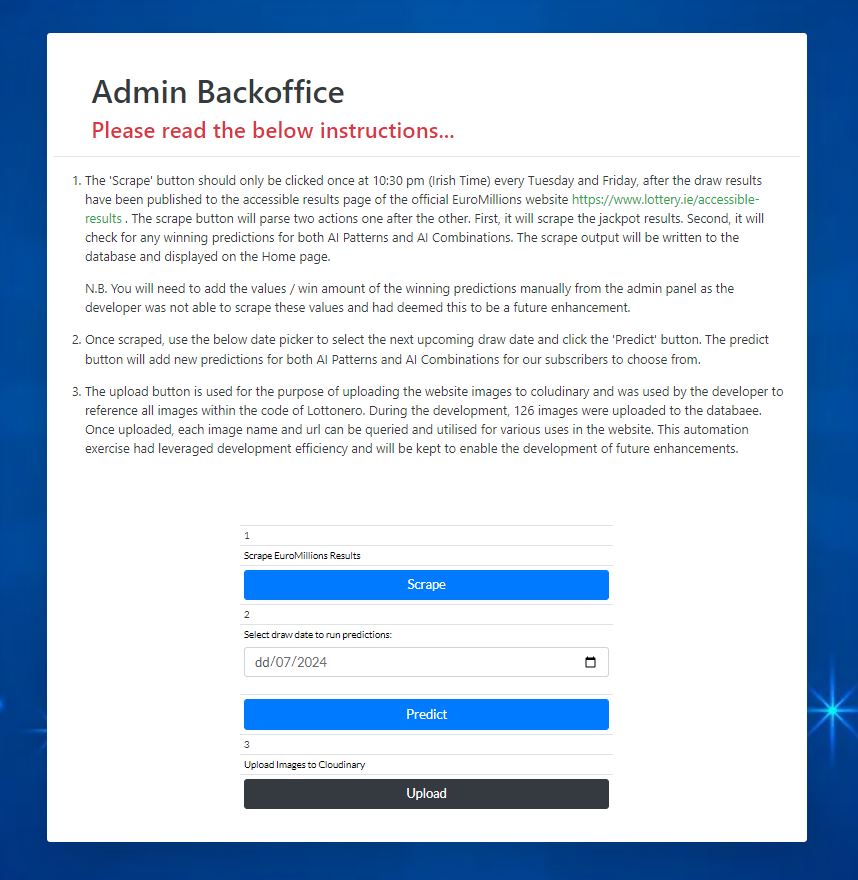 Admin Backoffice
Please read the below instructions...
1. The 'Scrape' button should only be clicked once at 10:30 pm (Irish Time) every Tuesday and Friday, after the draw results
have been published to the accessible results page of the official EuroMillions website https://www.lottery.ie/accessible-
results . The scrape button will parse two actions one after the other. First, it will scrape the jackpot results. Second, it will
check for any winning predictions for both AI Patterns and AI Combinations. The scrape output will be written to the
database and displayed on the Home page.
N.B. You will need to add the values / win amount of the winning predictions manually from the admin panel as the
developer was not able to scrape these values and had deemed this to be a future enhancement.
2. Once scraped, use the below date picker to select the next upcoming draw date and click the 'Predict' button. The predict
button will add new predictions for both AI Patterns and AI Combinations for our subscribers to choose from.
3. The upload button is used for the purpose of uploading the website images to coludinary and was used by the developer to
reference all images within the code of Lottonero. During the development, 126 images were uploaded to the databaee.
Once uploaded, each image name and url can be queried and utilised for various uses in the website. This automation
exercise had leveraged development efficiency and will be kept to enable the development of future enhancements.
1
Scrape EuroMillions Results
Scrape
2
Select draw date to run predictions:
dd/07/2024
Predict
3
Upload Images to Cloudinary
Upload